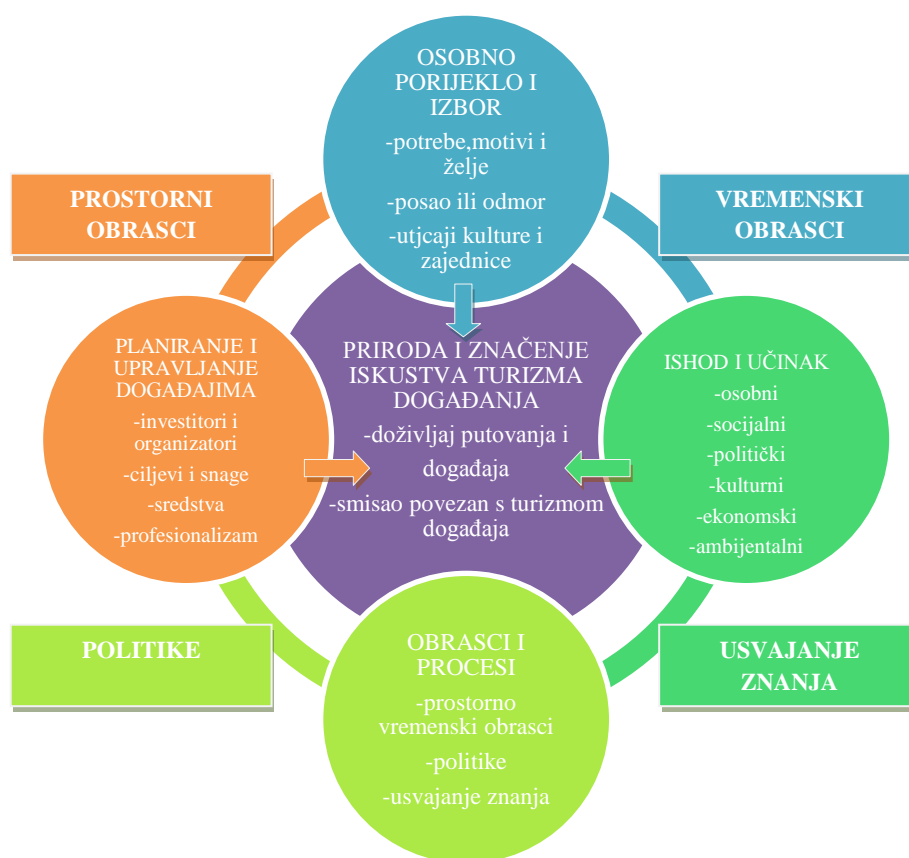 OSOBNO
PORIJEKLO I
IZBOR
-potrebe,motivi i
želje
-posao ili odmor
-utjcaji kulture i
zajednice
PROSTORNI
OBRASCI
VREMENSKI
OBRASCI
PLANIRANJE I
UPRAVLJANJE
DOGAĐAJIMA
-investitori i
organizatori
-ciljevi i snage
-sredstva
-profesionalizam
PRIRODA I ZNAČENJE
ISKUSTVA TURIZMA
DOGAĐANJA
-doživljaj putovanja i
događaja
-smisao povezan s turizmom
događaja
ISHOD I UČINAK
-osobni
-socijalni
-politički
-kulturni
-ekonomski
-ambijentalni
POLITIKE
OBRASCI I
PROCESI
-prostorno
vremenski obrasci
-politike
-usvajanje znanja
USVAJANJE
ZNANJA